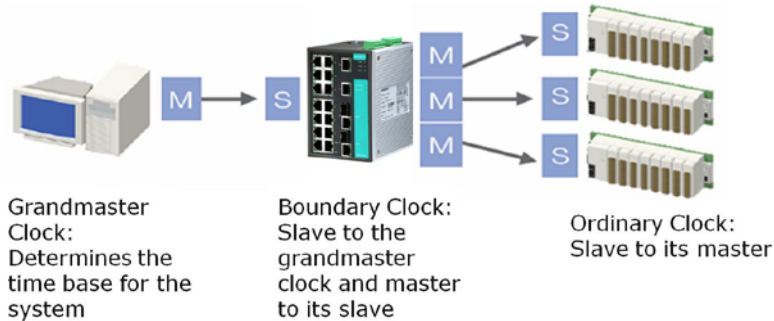 M
S
M
M
M
S
S
S
Grandmaster
Clock:
Determines the
time base for the
system
Boundary Clock:
Slave to the
grandmaster
clock and master
to its slave
Ordinary Clock:
Slave to its master